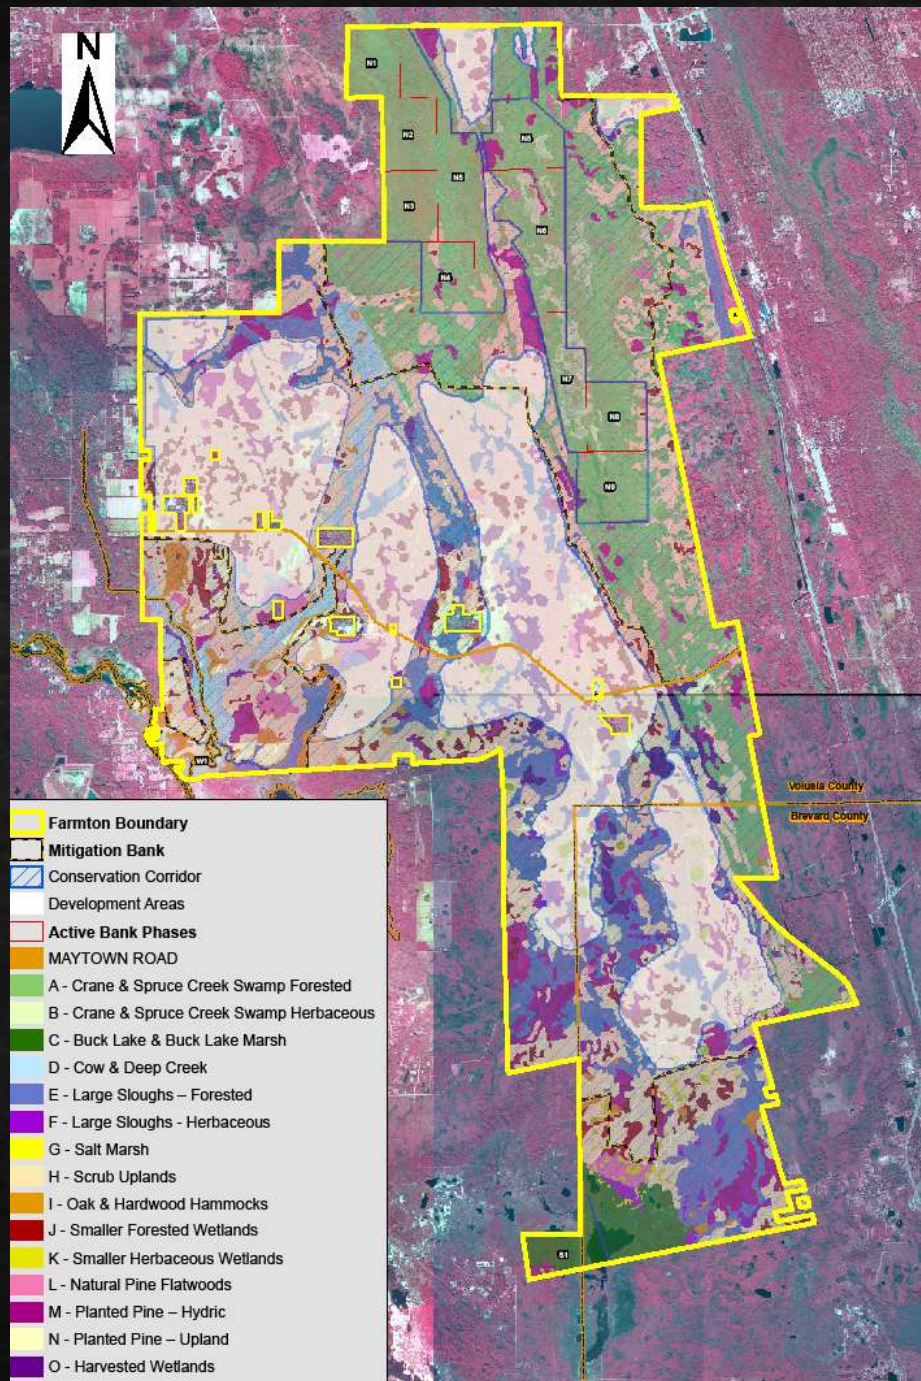 N
N1
N2
N5
N5
N3
N6
N4
N7
N8
N9
W1
Volusia County
Brevard County
S1
Farmton Boundary
Mitigation Bank
Conservation Corridor
Development Areas
Active Bank Phases
MAYTOWN ROAD
A - Crane & Spruce Creek Swamp Forested
B - Crane & Spruce Creek Swamp Herbaceous
C - Buck Lake & Buck Lake Marsh
D - Cow & Deep Creek
E - Large Sloughs – Forested
F - Large Sloughs - Herbaceous
G - Salt Marsh
H - Scrub Uplands
I - Oak & Hardwood Hammocks
J - Smaller Forested Wetlands
K - Smaller Herbaceous Wetlands
L - Natural Pine Flatwoods
M - Planted Pine – Hydric
N - Planted Pine – Upland
O - Harvested Wetlands